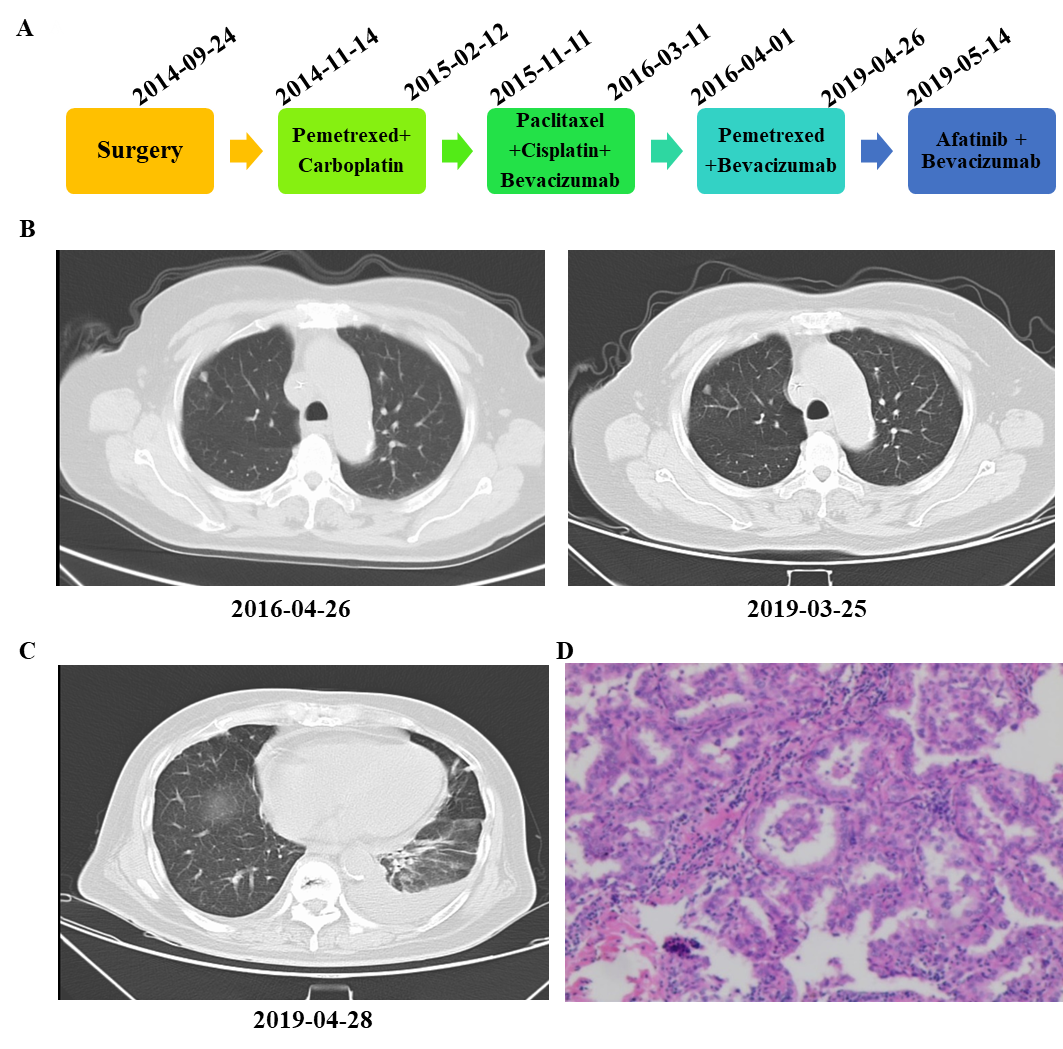 A
2014-09-24
2014-11-14
2015-02-12
2015-11-11
2016-03-11
2016-04-01
2019-04-26
2019-05-14
Surgery
Pemetrexed+
Carboplatin
Paclitaxel
+Cisplatin+
Bevacizumab
Pemetrexed
+Bevacizumab
Afatinib +
Bevacizumab
B
2016-04-26
2019-03-25
C
D
2019-04-28